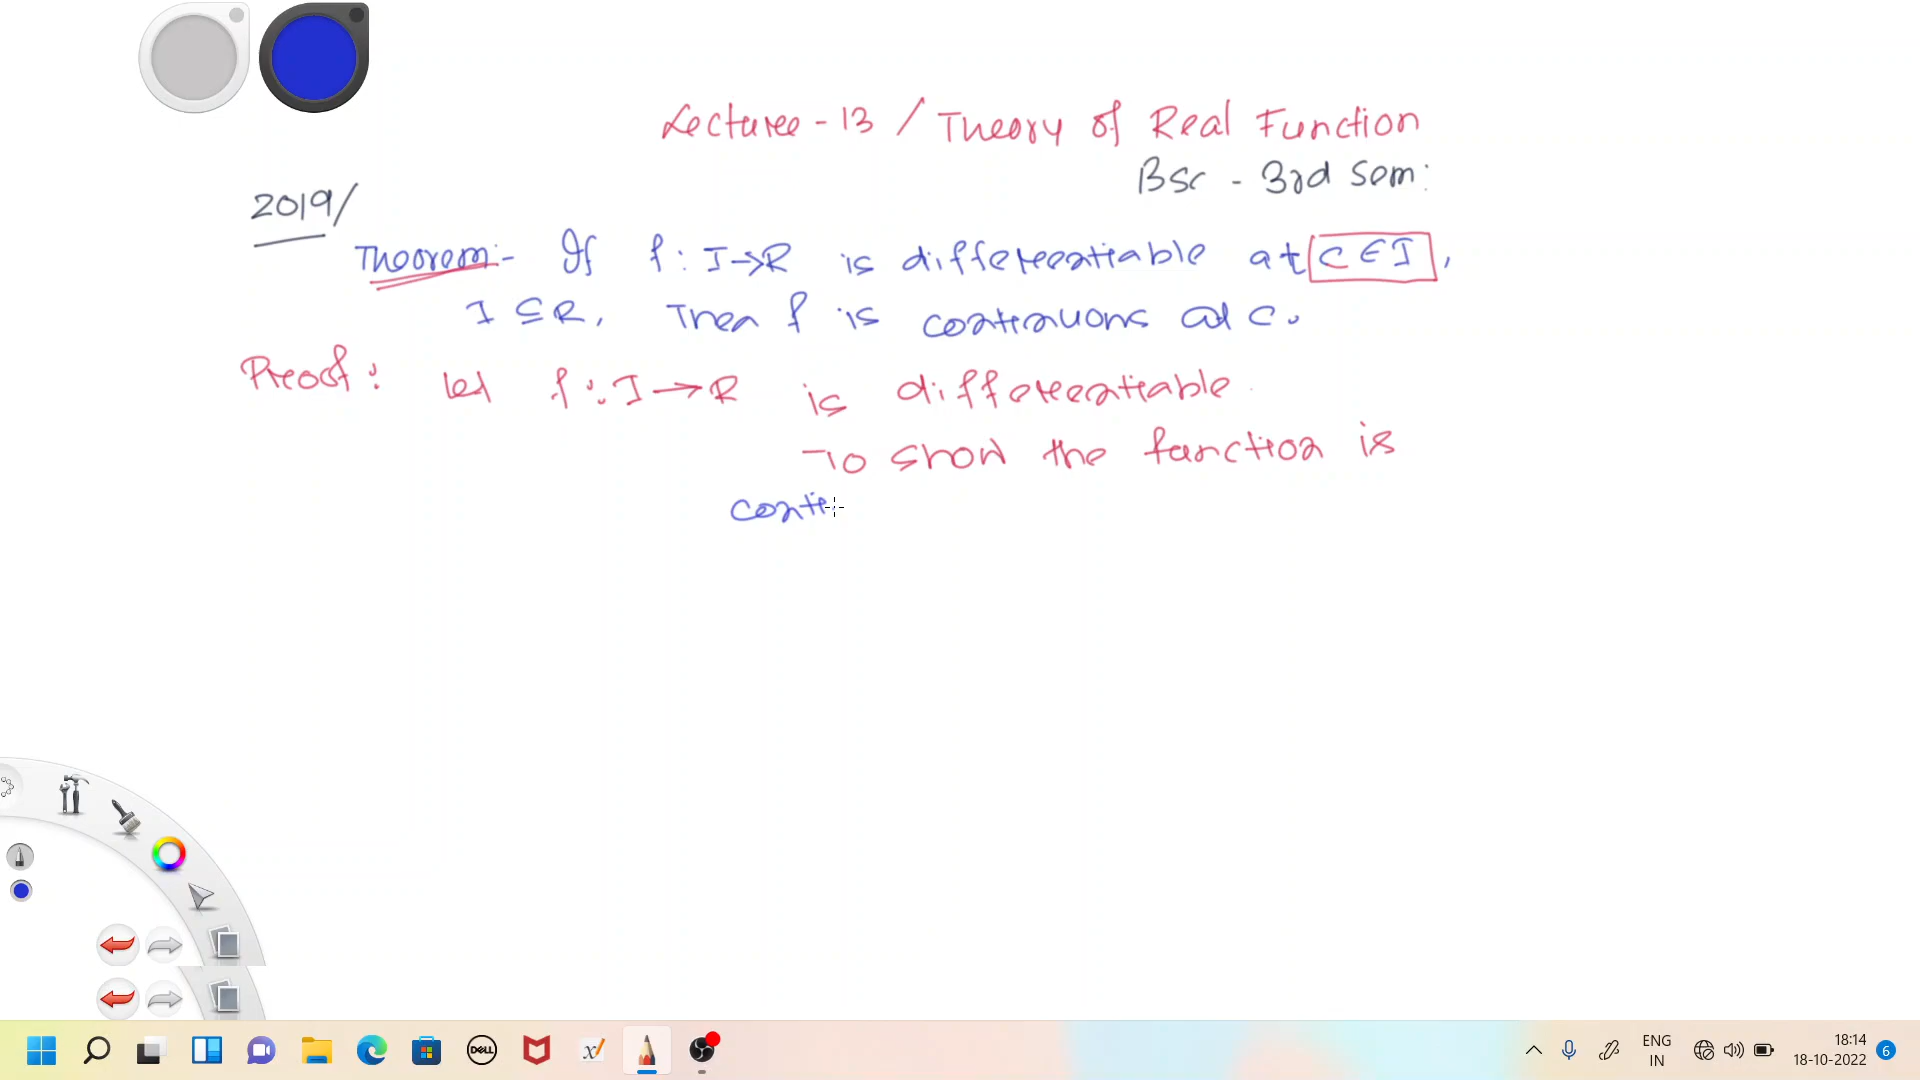 Lecture - 13 / Theory of Real Function
BSc - 3rd Sem:
2019/
Theorem:- If f : I→R is differentiable at C ∈ I ,
I ⊆ R, Then f is continuous at c.
Proof : let f : I → R is differentiable.
To show the function is
conti
DELL
ENG
IN
18:14
18-10-2022
6